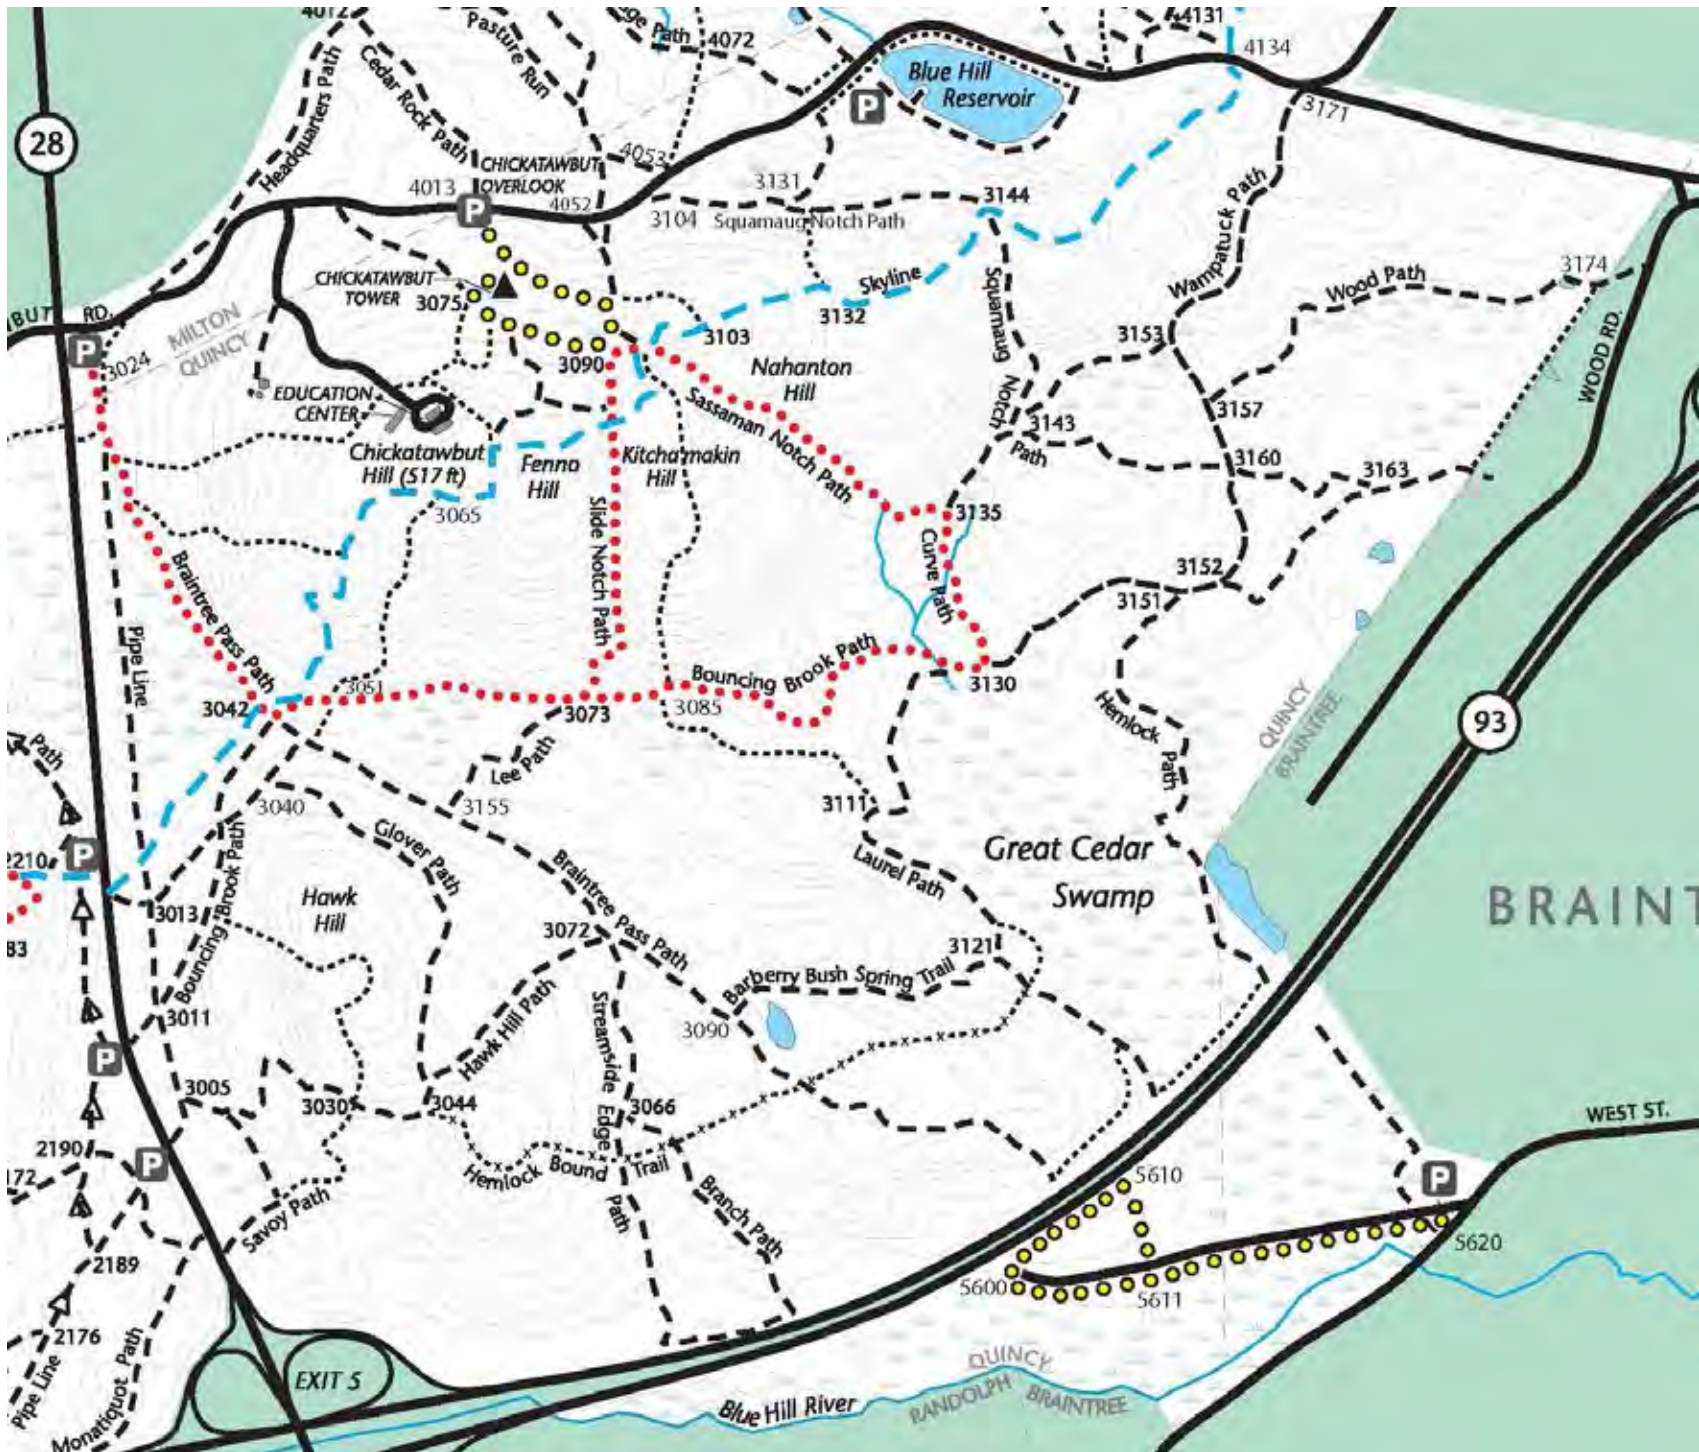 4012
Pasture Run
Path
4072
4131
4134
28
Headquarters Path
Cedar Rock Path
Blue Hill
Reservoir
P
3171
4053
CHICKATAWBUT
OVERLOOK
4013
P
4052
3131
3104
Squamaug Notch Path
3144
Wampatuck Path
CHICKATAWBUT
TOWER
3075
Skyline
3132
Squamaug Notch Path
Wood Path
3174
RD.
MILTON
QUINCY
P
3024
3103
3090
Nahanton
Hill
3153
WOOD RD.
EDUCATION
CENTER
Sassaman Notch Path
3157
3143
Chickatawbut
Hill (517 ft)
Fenno
Hill
Kitchamakin
Hill
3160
3163
3065
Slide Notch Path
3135
Curve Path
Braintree Pass Path
3152
3151
Pipe Line
3051
Bouncing Brook Path
3130
3042
3073
3085
Hemlock Path
QUINCY
BRAINTREE
93
Path
Lee Path
3155
3040
3111
Glover Path
2210
P
Great Cedar
Swamp
Laurel Path
Braintree Pass Path
BRAINT
Hawk
Hill
3013
83
Bouncing Brook Path
3072
3121
Barberry Bush Spring Trail
3011
Hawk Hill Path
Streamside Edge Path
3090
P
3005
3030
3044
3066
WEST ST.
2190
P
172
Hemlock Bound Trail
Branch Path
5610
P
Savoy Path
2189
5600
5611
5620
2176
Pipe Line
Monatiquot Path
EXIT 5
QUINCY
RANDOLPH
BRAINTREE
Blue Hill River